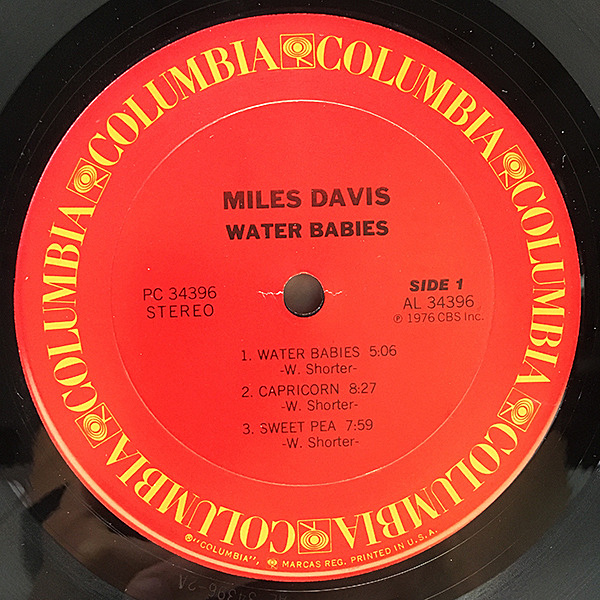 COLUMBIA COLUMBIA COLUMBIA COLUMBIA COLUMBIA COLUMBIA
MILES DAVIS
WATER BABIES
PC 34396
STEREO
SIDE 1
AL 34396
℗ 1976 CBS Inc.
1. WATER BABIES 5:06
-W. Shorter-
2. CAPRICORN 8:27
-W. Shorter-
3. SWEET PEA 7:59
-W. Shorter-
®"COLUMBIA", MARCAS REG. PRINTED IN U.S.A.